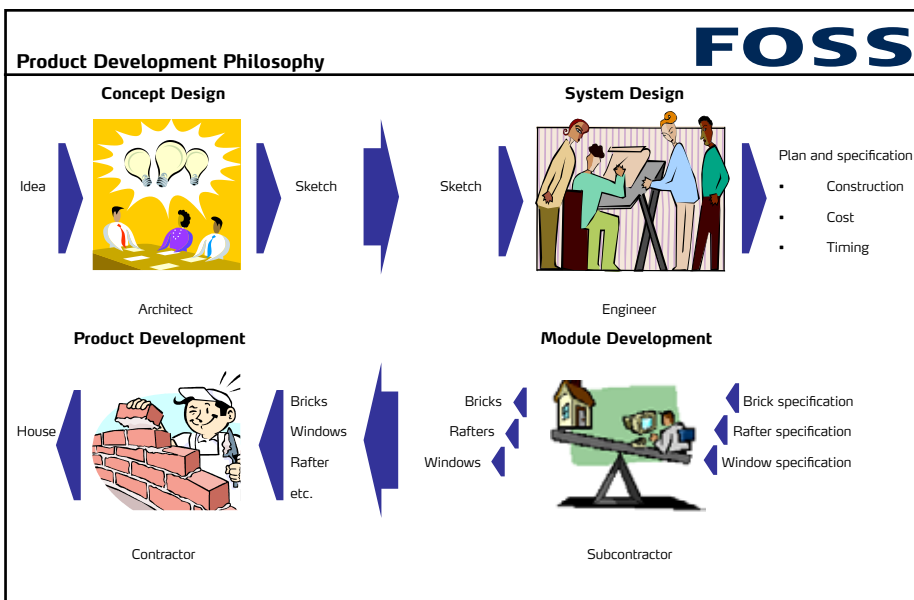 FOSS
Product Development Philosophy
Concept Design
Idea
Sketch
Architect
System Design
Sketch
Plan and specification
▪ Construction
▪ Cost
▪ Timing
Engineer
Product Development
House
Bricks
Windows
Rafter
etc.
Contractor
Module Development
Bricks
Rafters
Windows
Brick specification
Rafter specification
Window specification
Subcontractor